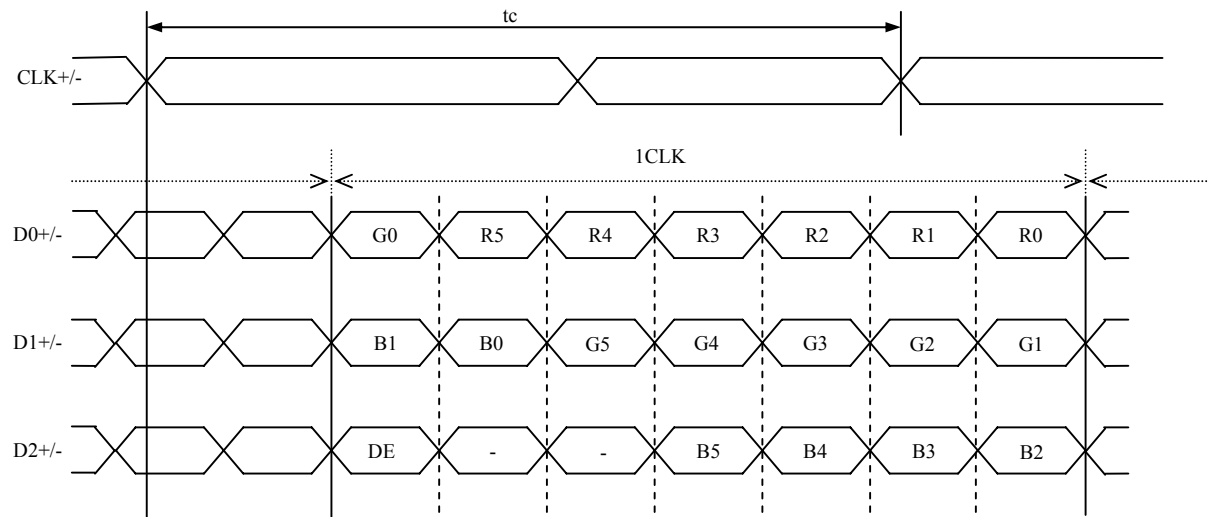 tc
CLK+/-
1CLK
D0+/- G0 R5 R4 R3 R2 R1 R0
D1+/- B1 B0 G5 G4 G3 G2 G1
D2+/- DE - - B5 B4 B3 B2